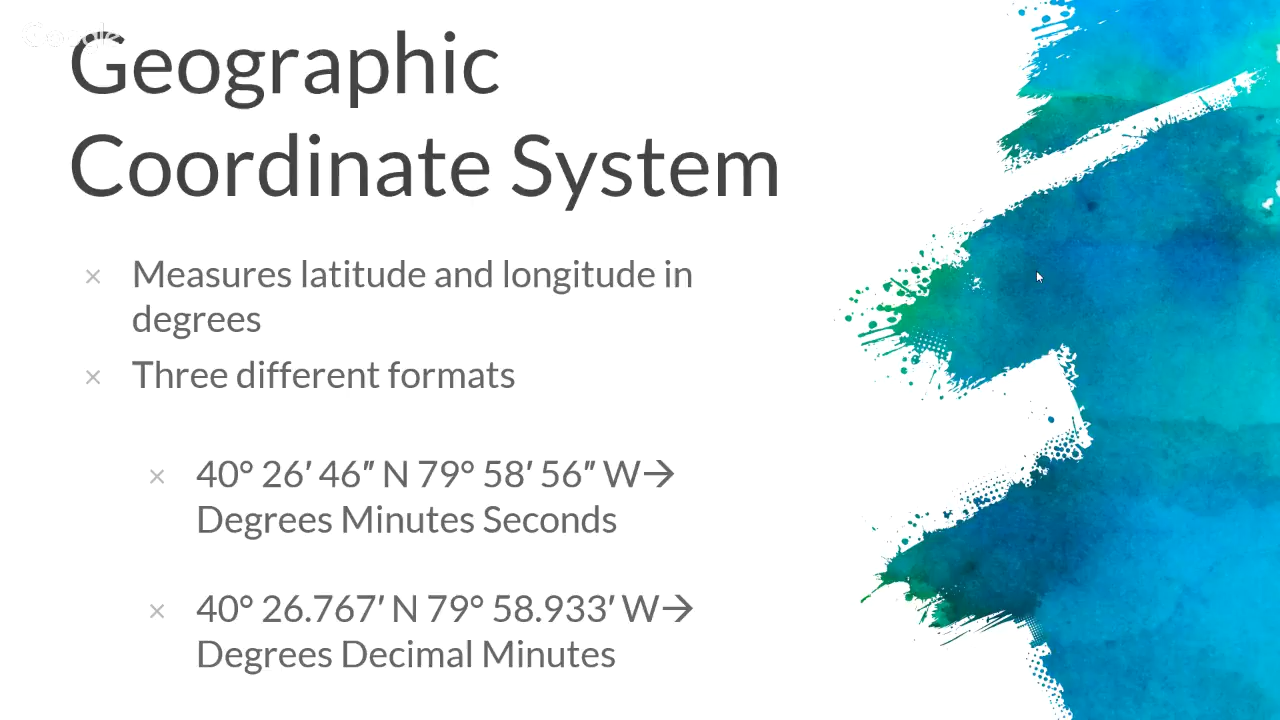 Google
Geographic
Coordinate System
× Measures latitude and longitude in
degrees
× Three different formats
× 40° 26′ 46″ N 79° 58′ 56″ W→
Degrees Minutes Seconds
× 40° 26.767′ N 79° 58.933′ W→
Degrees Decimal Minutes